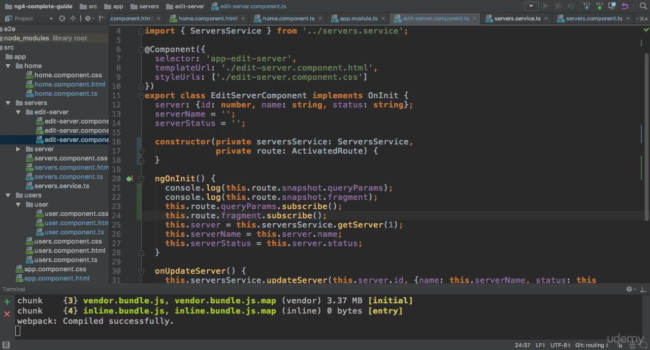 ng4-complete-guide src app servers edit-server edit-server.component.ts
Project
.component.htm home.component.html home.component.ts app.module.ts edit-server.component.ts servers.service.ts servers.component.ts
e2e
node_modules library root
src
app
home
home.component.css
home.component.html
home.component.ts
servers
edit-server
edit-server.compone
edit-server.compone
edit-server.compone
server
servers.component.css
servers.component.html
servers.component.ts
servers.service.ts
users
user
user.component.css
user.component.html
user.component.ts
users.component.css
users.component.html
users.component.ts
app.component.css
app.component.html
4 import { ServersService } from '../servers.service';
5
6 @Component({
7 selector: 'app-edit-server',
8 templateUrl: './edit-server.component.html',
9 styleUrls: ['./edit-server.component.css']
10 })
11 export class EditServerComponent implements OnInit {
12 server: {id: number, name: string, status: string};
13 serverName = '';
14 serverStatus = '';
15
16 constructor(private serversService: ServersService,
17 private route: ActivatedRoute) {
18 }
20 ngOnInit() {
21 console.log(this.route.snapshot.queryParams);
22 console.log(this.route.snapshot.fragment);
23 this.route.queryParams.subscribe();
24 this.route.fragment.subscribe();
25 this.server = this.serversService.getServer(1);
26 this.serverName = this.server.name;
27 this.serverStatus = this.server.status;
28 }
30 onUpdateServer() {
31 this.serversService.updateServer(this.server.id, {name: this.serverName, status: this
Terminal
chunk {3} vendor.bundle.js, vendor.bundle.js.map (vendor) 3.37 MB [initial]
chunk {4} inline.bundle.js, inline.bundle.js.map (inline) 0 bytes [entry]
webpack: Compiled successfully.
24:37 LF UTF-8 Git: routing
udemy